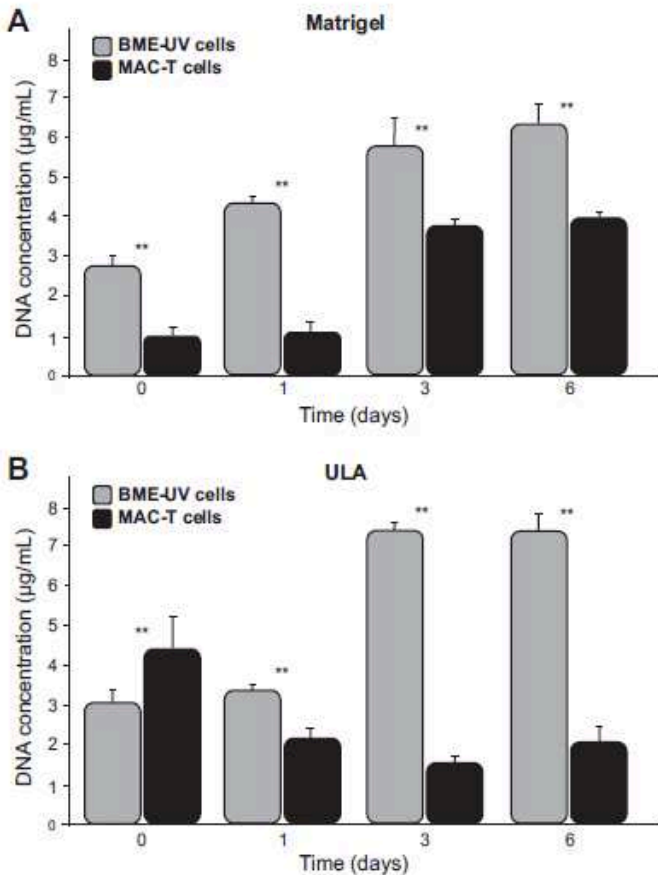 A
Matrigel
BME-UV cells
MAC-T cells
DNA concentration (µg/mL)
8
7
6
5
4
3
2
1
0
**
**
**
**
0 1 3 6
Time (days)
B
ULA
BME-UV cells
MAC-T cells
DNA concentration (µg/mL)
8
7
6
5
4
3
2
1
0
**
**
**
**
0 1 3 6
Time (days)